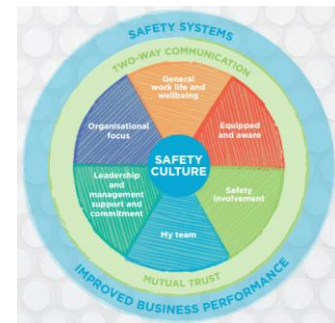 SAFETY SYSTEMS
TWO-WAY COMMUNICATION
General
work life and
wellbeing
Organisational
focus
Equipped
and aware
SAFETY
CULTURE
Leadership
and
management
support and
commitment
Safety
involvement
My team
MUTUAL TRUST
IMPROVED BUSINESS PERFORMANCE